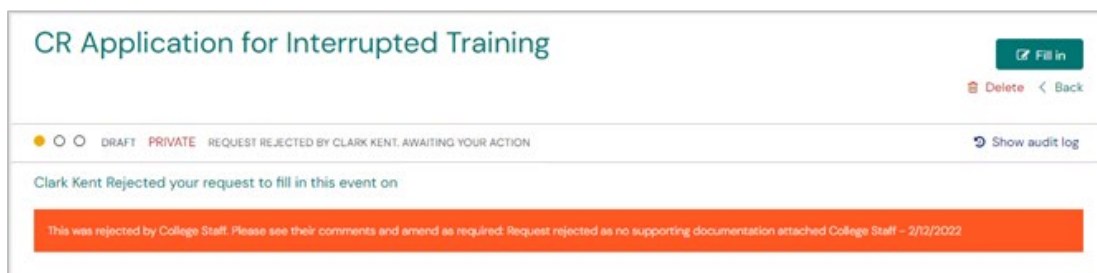 CR Application for Interrupted Training
Fill in
Delete < Back
DRAFT PRIVATE REQUEST REJECTED BY CLARK KENT. AWAITING YOUR ACTION
Show audit log
Clark Kent Rejected your request to fill in this event on
This was rejected by College Staff. Please see their comments and amend as required: Request rejected as no supporting documentation attached College Staff - 2/12/2022